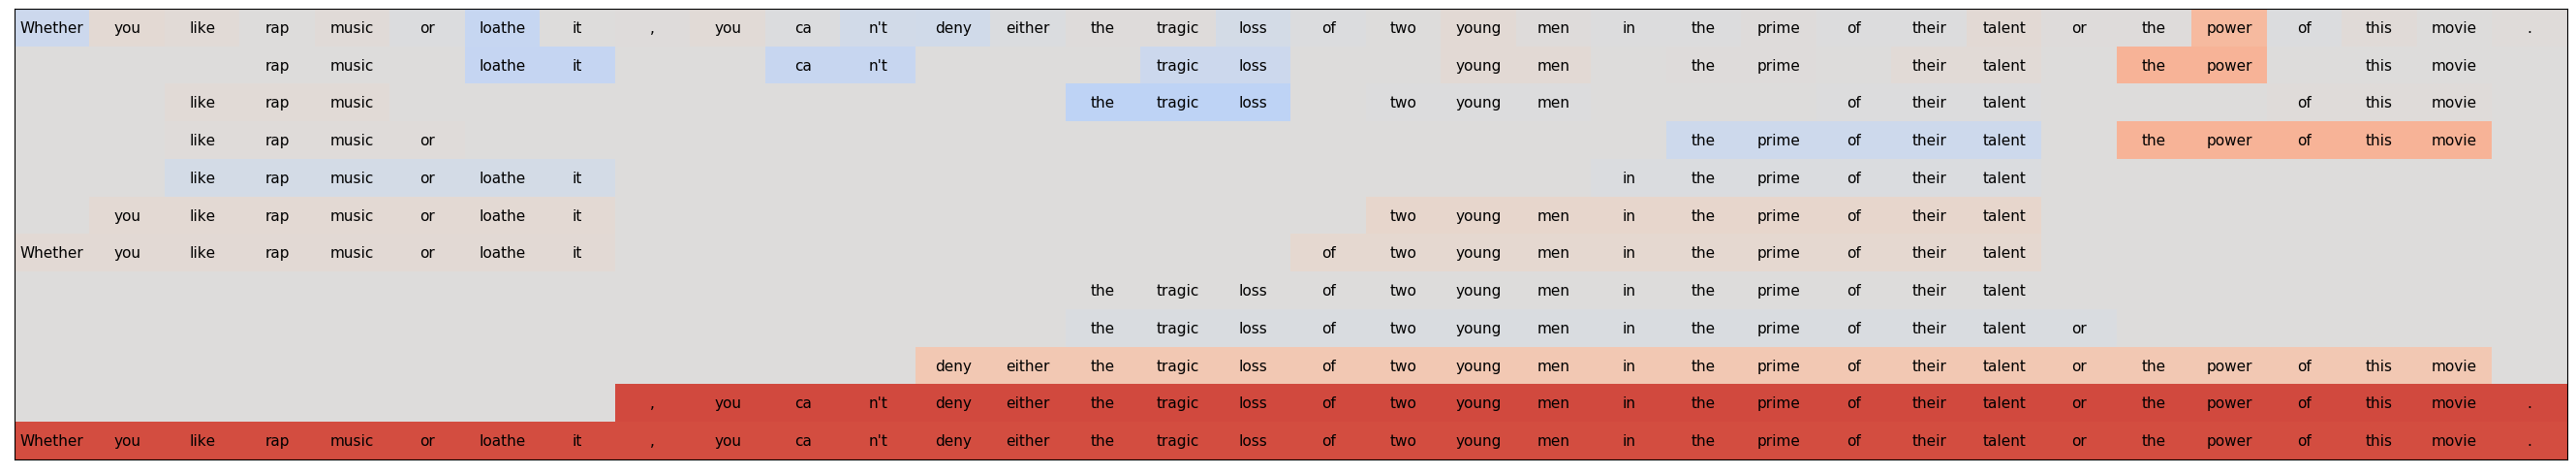 Whether you like rap music or loathe it , you ca n't deny either the tragic loss of two young men in the prime of their talent or the power of this movie .
rap music loathe it ca n't tragic loss young men the prime their talent the power this movie
like rap music the tragic loss two young men of their talent of this movie
like rap music or the prime of their talent the power of this movie
like rap music or loathe it in the prime of their talent
you like rap music or loathe it two young men in the prime of their talent
Whether you like rap music or loathe it of two young men in the prime of their talent
the tragic loss of two young men in the prime of their talent
the tragic loss of two young men in the prime of their talent or
deny either the tragic loss of two young men in the prime of their talent or the power of this movie
, you ca n't deny either the tragic loss of two young men in the prime of their talent or the power of this movie .
Whether you like rap music or loathe it , you ca n't deny either the tragic loss of two young men in the prime of their talent or the power of this movie .